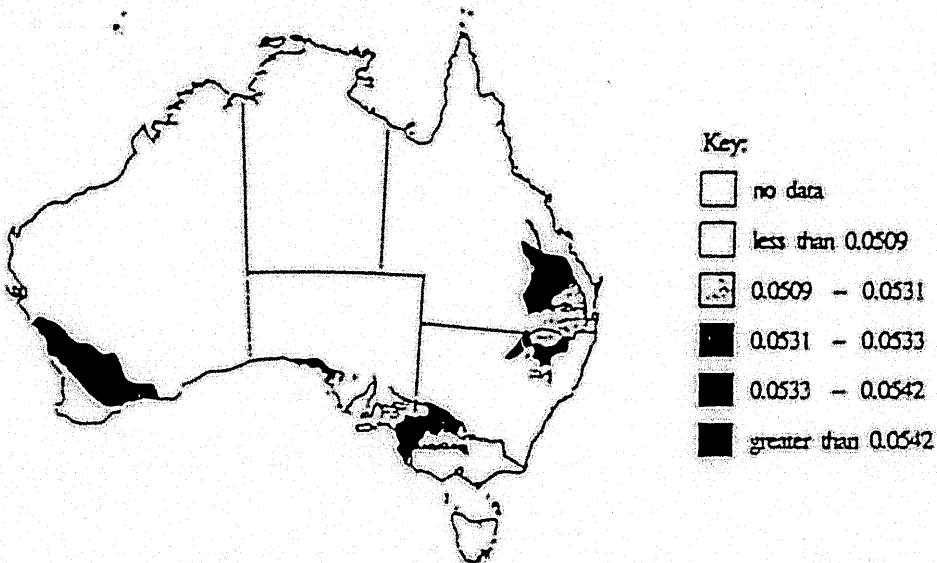 Key:
no data
less than 0.0509
0.0509 – 0.0531
0.0531 – 0.0533
0.0533 – 0.0542
greater than 0.0542